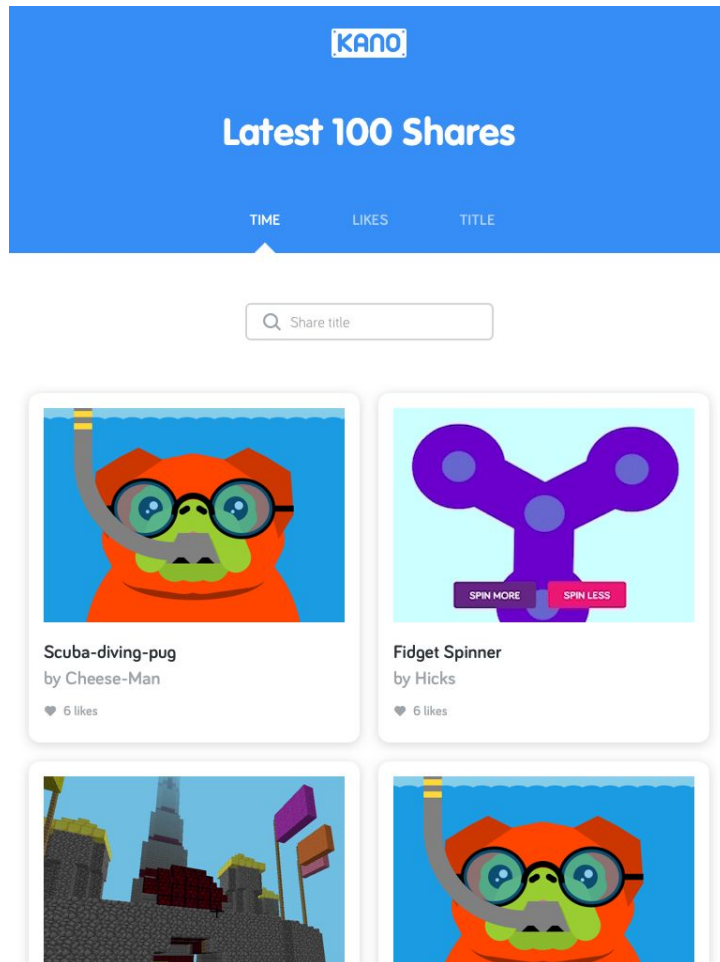 KANO
Latest 100 Shares
TIME LIKES TITLE
Share title
SPIN MORE SPIN LESS
Scuba-diving-pug
by Cheese-Man
6 likes
Fidget Spinner
by Hicks
6 likes